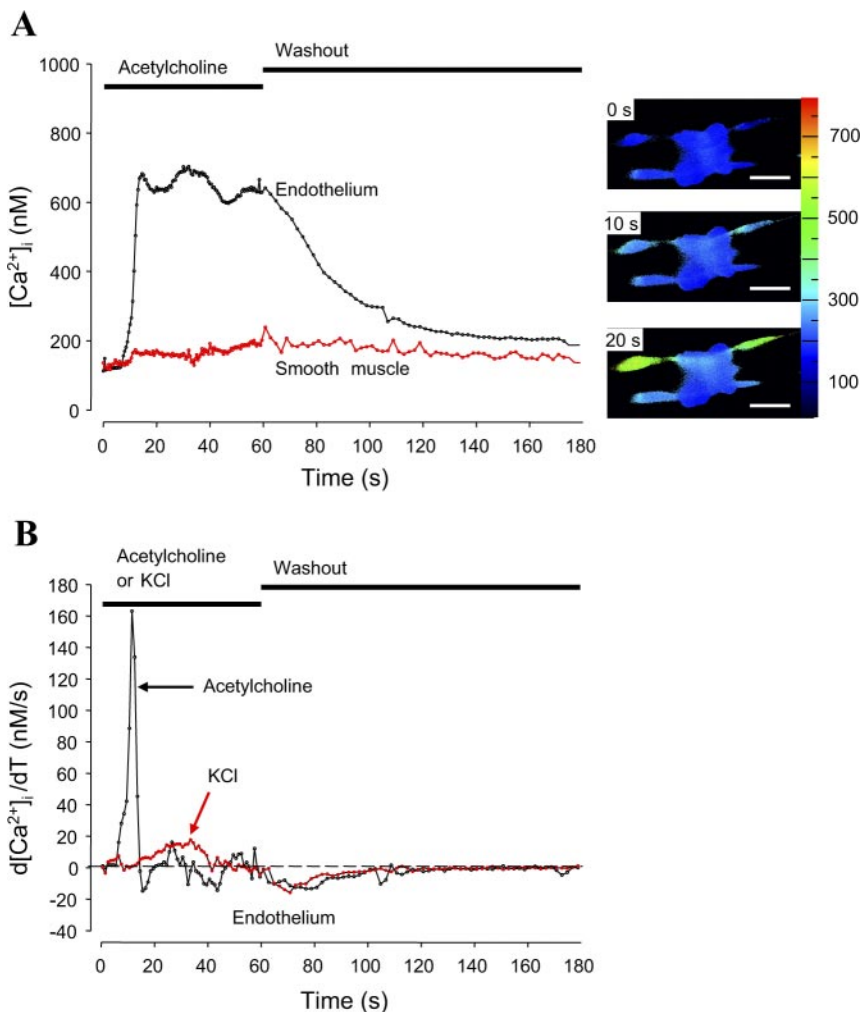 A
Acetylcholine
Washout
1000
800
600
400
200
0
[Ca²⁺]ᵢ (nM)
Endothelium
Smooth muscle
0 20 40 60 80 100 120 140 160 180
Time (s)
0 s
10 s
20 s
700
500
300
100
B
Acetylcholine
or KCl
Washout
180
160
140
120
100
80
60
40
20
0
-20
-40
d[Ca²⁺]ᵢ/dT (nM/s)
Acetylcholine
KCl
Endothelium
0 20 40 60 80 100 120 140 160 180
Time (s)